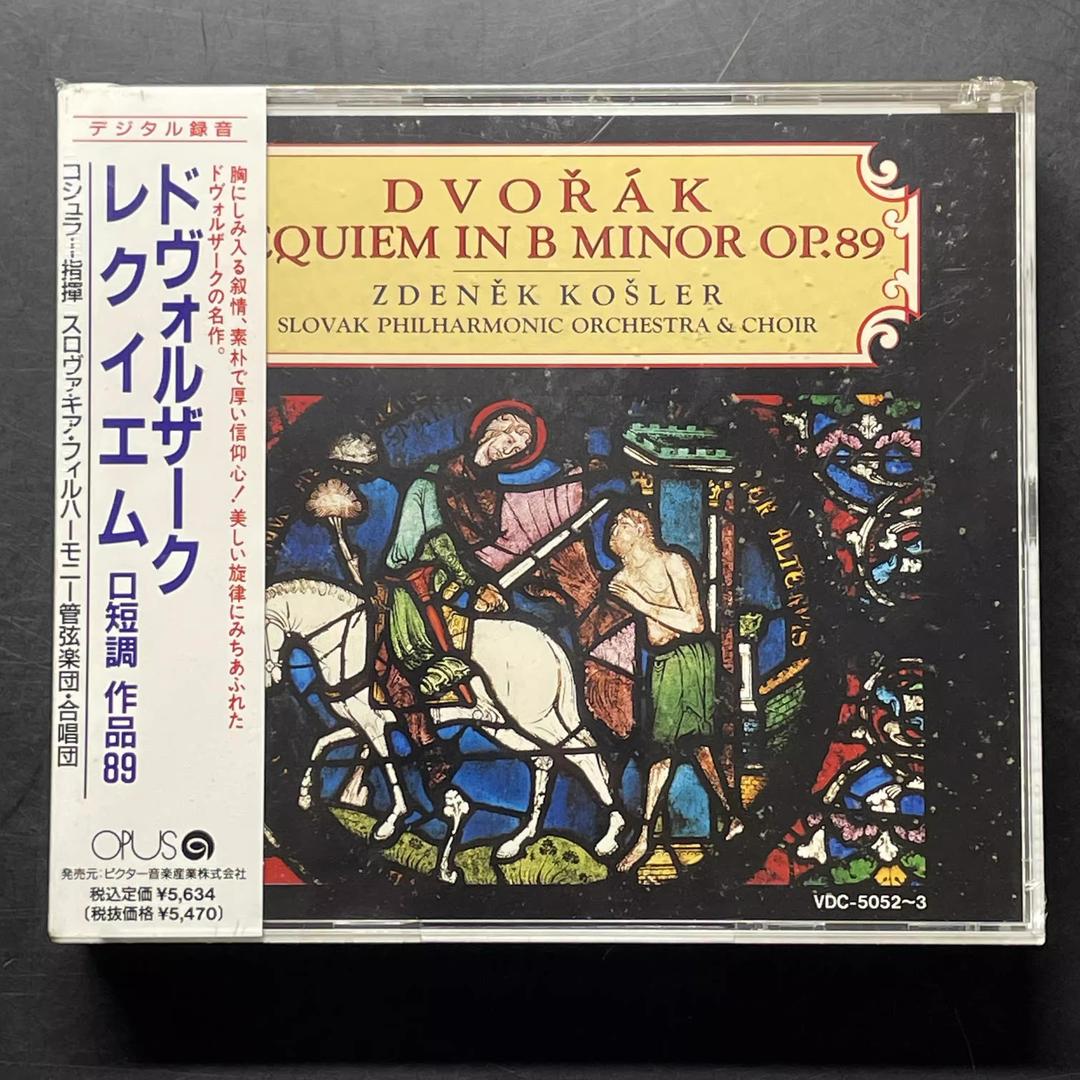 デジタル録音
胸にしみ入る叙情、素朴で厚い信仰心！美しい旋律にみちあふれた
ドヴォルザークの名作。
ドヴォルザーク
レクィエム ロ短調 作品89
コシュラー…指揮 スロヴァキア・フィルハーモニー管弦楽団・合唱団
OPUS
発売元:ビクター音楽産業株式会社
税込定価 ¥5,634
(税抜価格 ¥5,470)
DVOŘÁK
EQUIEM IN B MINOR OP.89
ZDENĚK KOŠLER
SLOVAK PHILHARMONIC ORCHESTRA & CHOIR
VDC-5052~3